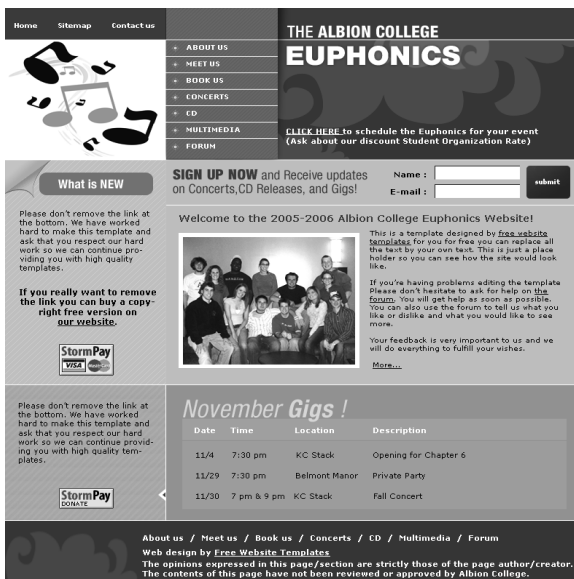 Home Sitemap Contact us
THE ALBION COLLEGE
EUPHONICS
ABOUT US
MEET US
BOOK US
CONCERTS
CD
MULTIMEDIA
FORUM
CLICK HERE to schedule the Euphonics for your event
(Ask about our discount Student Organization Rate)
What is NEW
SIGN UP NOW and Receive updates
on Concerts,CD Releases, and Gigs!
Name :
E-mail :
submit
Please don't remove the link at
the bottom. We have worked
hard to make this template and
ask that you respect our hard
work so we can continue pro-
viding you with high quality
templates.
If you really want to remove
the link you can buy a copy-
right free version on
our website.
StormPay
VISA
Welcome to the 2005-2006 Albion College Euphonics Website!
This is a template designed by free website
templates for you for free you can replace all
the text by your own text. This is just a place
holder so you can see how the site would look
like.
If you're having problems editing the template
Please don't hesitate to ask for help on the
forum. You will get help as soon as possible.
You can also use the forum to tell us what you
like or dislike and what you would like to see
more.
Your feedback is very important to us and we
will do everything to fulfill your wishes.
More...
Please don't remove the link at
the bottom. We have worked
hard to make this template and
ask that you respect our hard
work so we can continue provid-
ing you with high quality tem-
plates.
StormPay
DONATE
November Gigs !
Date Time Location Description
11/4 7:30 pm KC Stack Opening for Chapter 6
11/29 7:30 pm Belmont Manor Private Party
11/30 7 pm & 9 pm KC Stack Fall Concert
About us / Meet us / Book us / Concerts / CD / Multimedia / Forum
Web design by Free Website Templates
The opinions expressed in this page/section are strictly those of the page author/creator.
The contents of this page have not been reviewed or approved by Albion College.